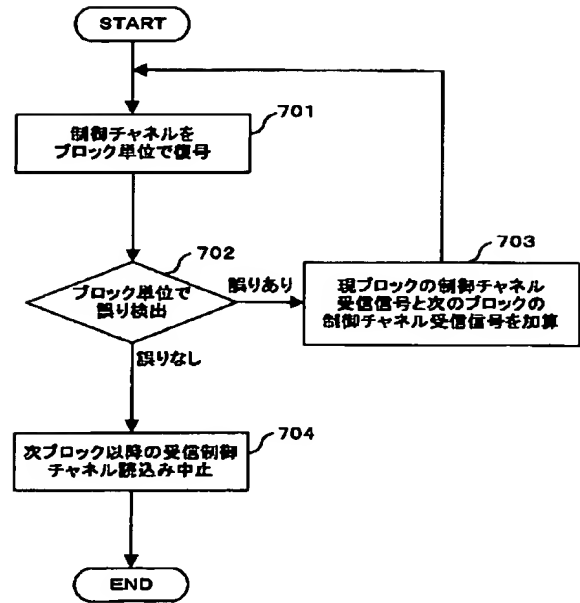 START
701
制御チャネルを
ブロック単位で復号
702
ブロック単位で
誤り検出
誤りあり
703
現ブロックの制御チャネル
受信信号と次のブロックの
制御チャネル受信信号を加算
誤りなし
704
次ブロック以降の受信制御
チャネル読込み中止
END